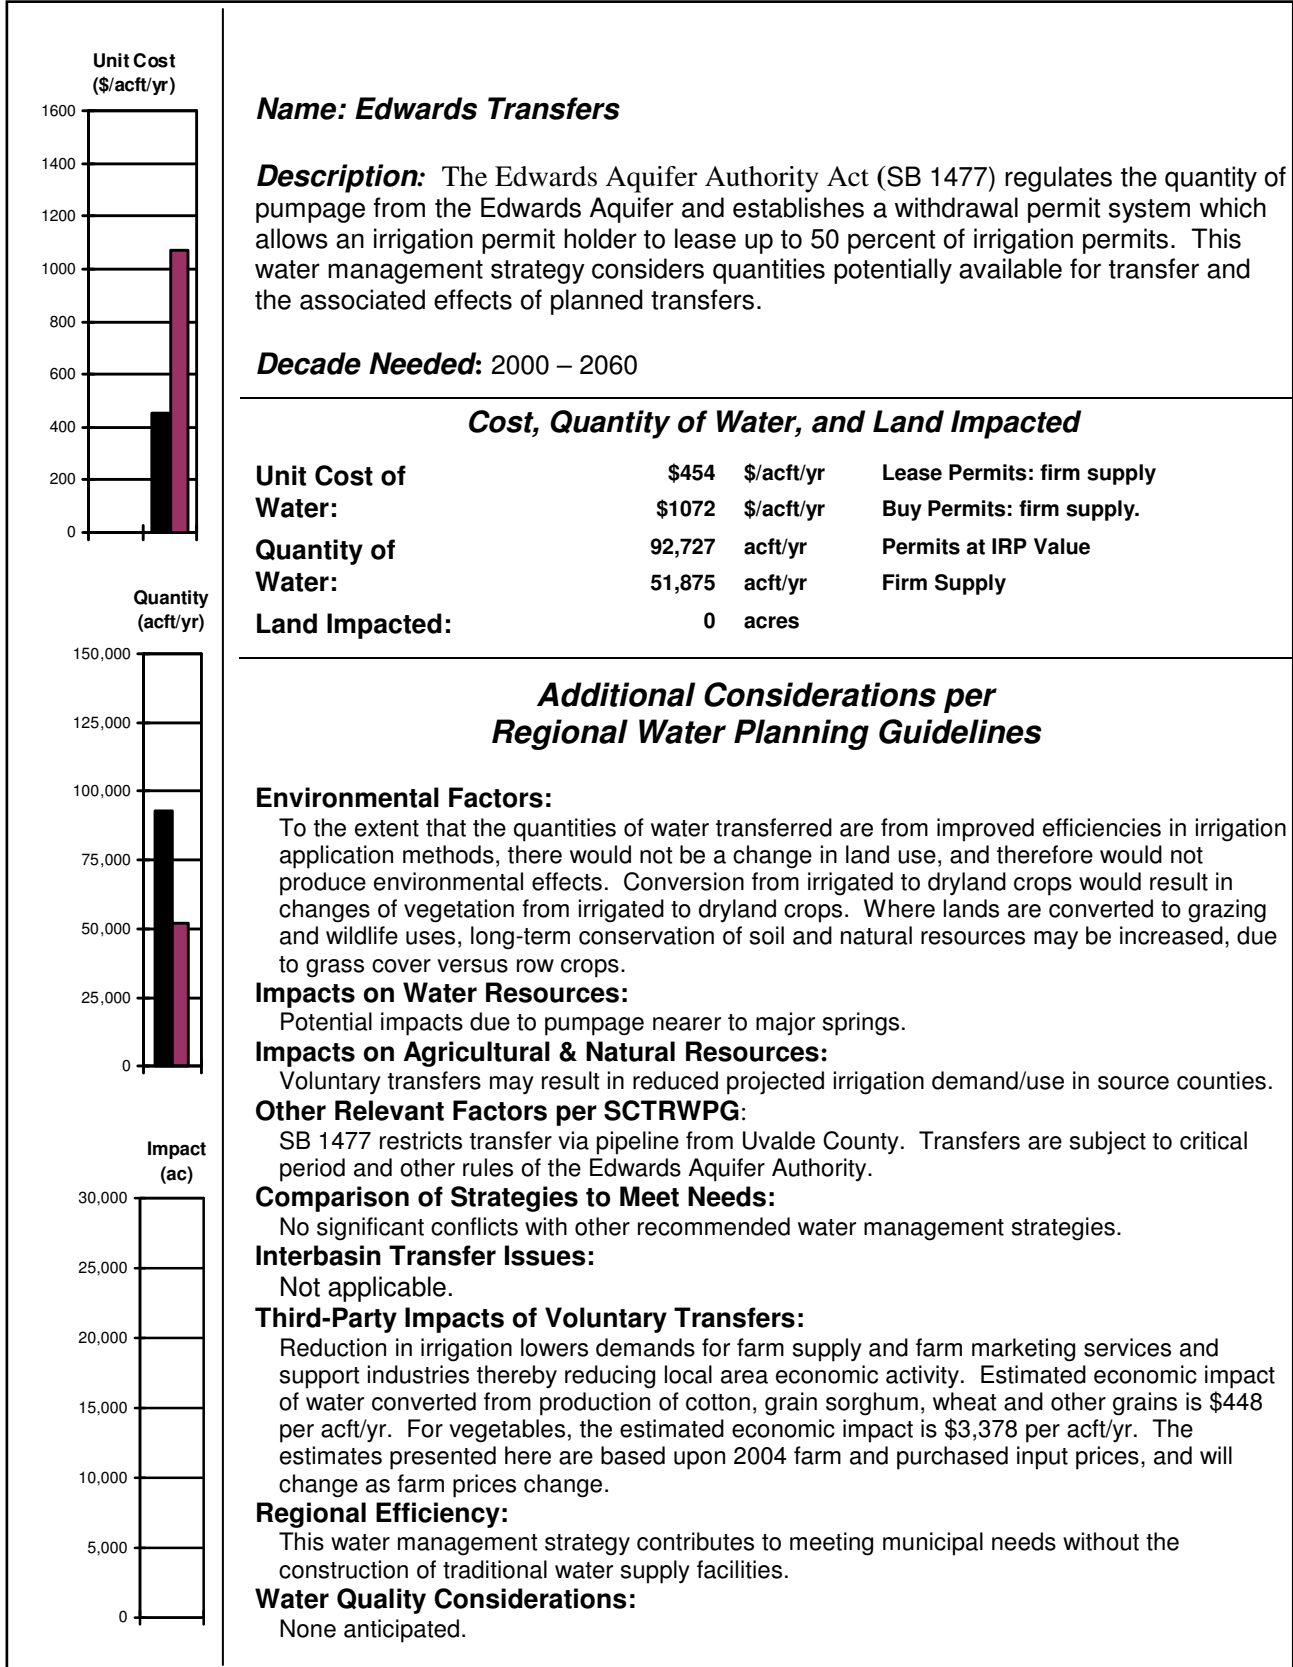 Unit Cost
($/acft/yr)
1600
1400
1200
1000
800
600
400
200
0
Quantity
(acft/yr)
150,000
125,000
100,000
75,000
50,000
25,000
0
Impact
(ac)
30,000
25,000
20,000
15,000
10,000
5,000
0
Name: Edwards Transfers
Description: The Edwards Aquifer Authority Act (SB 1477) regulates the quantity of
pumpage from the Edwards Aquifer and establishes a withdrawal permit system which
allows an irrigation permit holder to lease up to 50 percent of irrigation permits. This
water management strategy considers quantities potentially available for transfer and
the associated effects of planned transfers.
Decade Needed: 2000 – 2060
Cost, Quantity of Water, and Land Impacted
Unit Cost of $454 $/acft/yr Lease Permits: firm supply
Water: $1072 $/acft/yr Buy Permits: firm supply.
Quantity of 92,727 acft/yr Permits at IRP Value
Water: 51,875 acft/yr Firm Supply
Land Impacted: 0 acres
Additional Considerations per
Regional Water Planning Guidelines
Environmental Factors:
To the extent that the quantities of water transferred are from improved efficiencies in irrigation
application methods, there would not be a change in land use, and therefore would not
produce environmental effects. Conversion from irrigated to dryland crops would result in
changes of vegetation from irrigated to dryland crops. Where lands are converted to grazing
and wildlife uses, long-term conservation of soil and natural resources may be increased, due
to grass cover versus row crops.
Impacts on Water Resources:
Potential impacts due to pumpage nearer to major springs.
Impacts on Agricultural & Natural Resources:
Voluntary transfers may result in reduced projected irrigation demand/use in source counties.
Other Relevant Factors per SCTRWPG:
SB 1477 restricts transfer via pipeline from Uvalde County. Transfers are subject to critical
period and other rules of the Edwards Aquifer Authority.
Comparison of Strategies to Meet Needs:
No significant conflicts with other recommended water management strategies.
Interbasin Transfer Issues:
Not applicable.
Third-Party Impacts of Voluntary Transfers:
Reduction in irrigation lowers demands for farm supply and farm marketing services and
support industries thereby reducing local area economic activity. Estimated economic impact
of water converted from production of cotton, grain sorghum, wheat and other grains is $448
per acft/yr. For vegetables, the estimated economic impact is $3,378 per acft/yr. The
estimates presented here are based upon 2004 farm and purchased input prices, and will
change as farm prices change.
Regional Efficiency:
This water management strategy contributes to meeting municipal needs without the
construction of traditional water supply facilities.
Water Quality Considerations:
None anticipated.